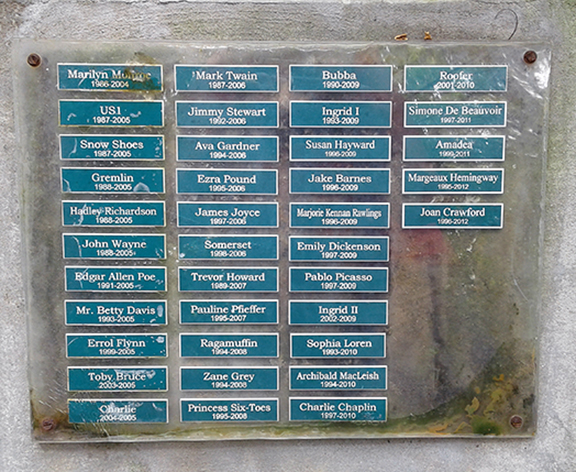 Marilyn Monroe
1986-2004
US1
1987-2005
Snow Shoes
1987-2005
Gremlin
1988-2005
Hadley Richardson
1988-2005
John Wayne
1988-2005
Edgar Allen Poe
1991-2005
Mr. Betty Davis
1993-2005
Errol Flynn
1999-2005
Toby Bruce
2003-2005
Charlie
2004-2005
Mark Twain
1987-2006
Jimmy Stewart
1992-2006
Ava Gardner
1994-2006
Ezra Pound
1996-2006
James Joyce
1997-2006
Somerset
1998-2006
Trevor Howard
1989-2007
Pauline Pfieffer
1995-2007
Ragamuffin
1994-2008
Zane Grey
1994-2008
Princess Six-Toes
1995-2008
Bubba
1990-2009
Ingrid I
1993-2009
Susan Hayward
1996-2009
Jake Barnes
1996-2009
Marjorie Kennan Rawlings
1996-2009
Emily Dickenson
1997-2009
Pablo Picasso
1997-2009
Ingrid II
2002-2009
Sophia Loren
1993-2010
Archibald MacLeish
1994-2010
Charlie Chaplin
1997-2010
Roofer
2001-2010
Simone De Beauvoir
1997-2011
Amadea
1999-2011
Margeaux Hemingway
1995-2012
Joan Crawford
1996-2012